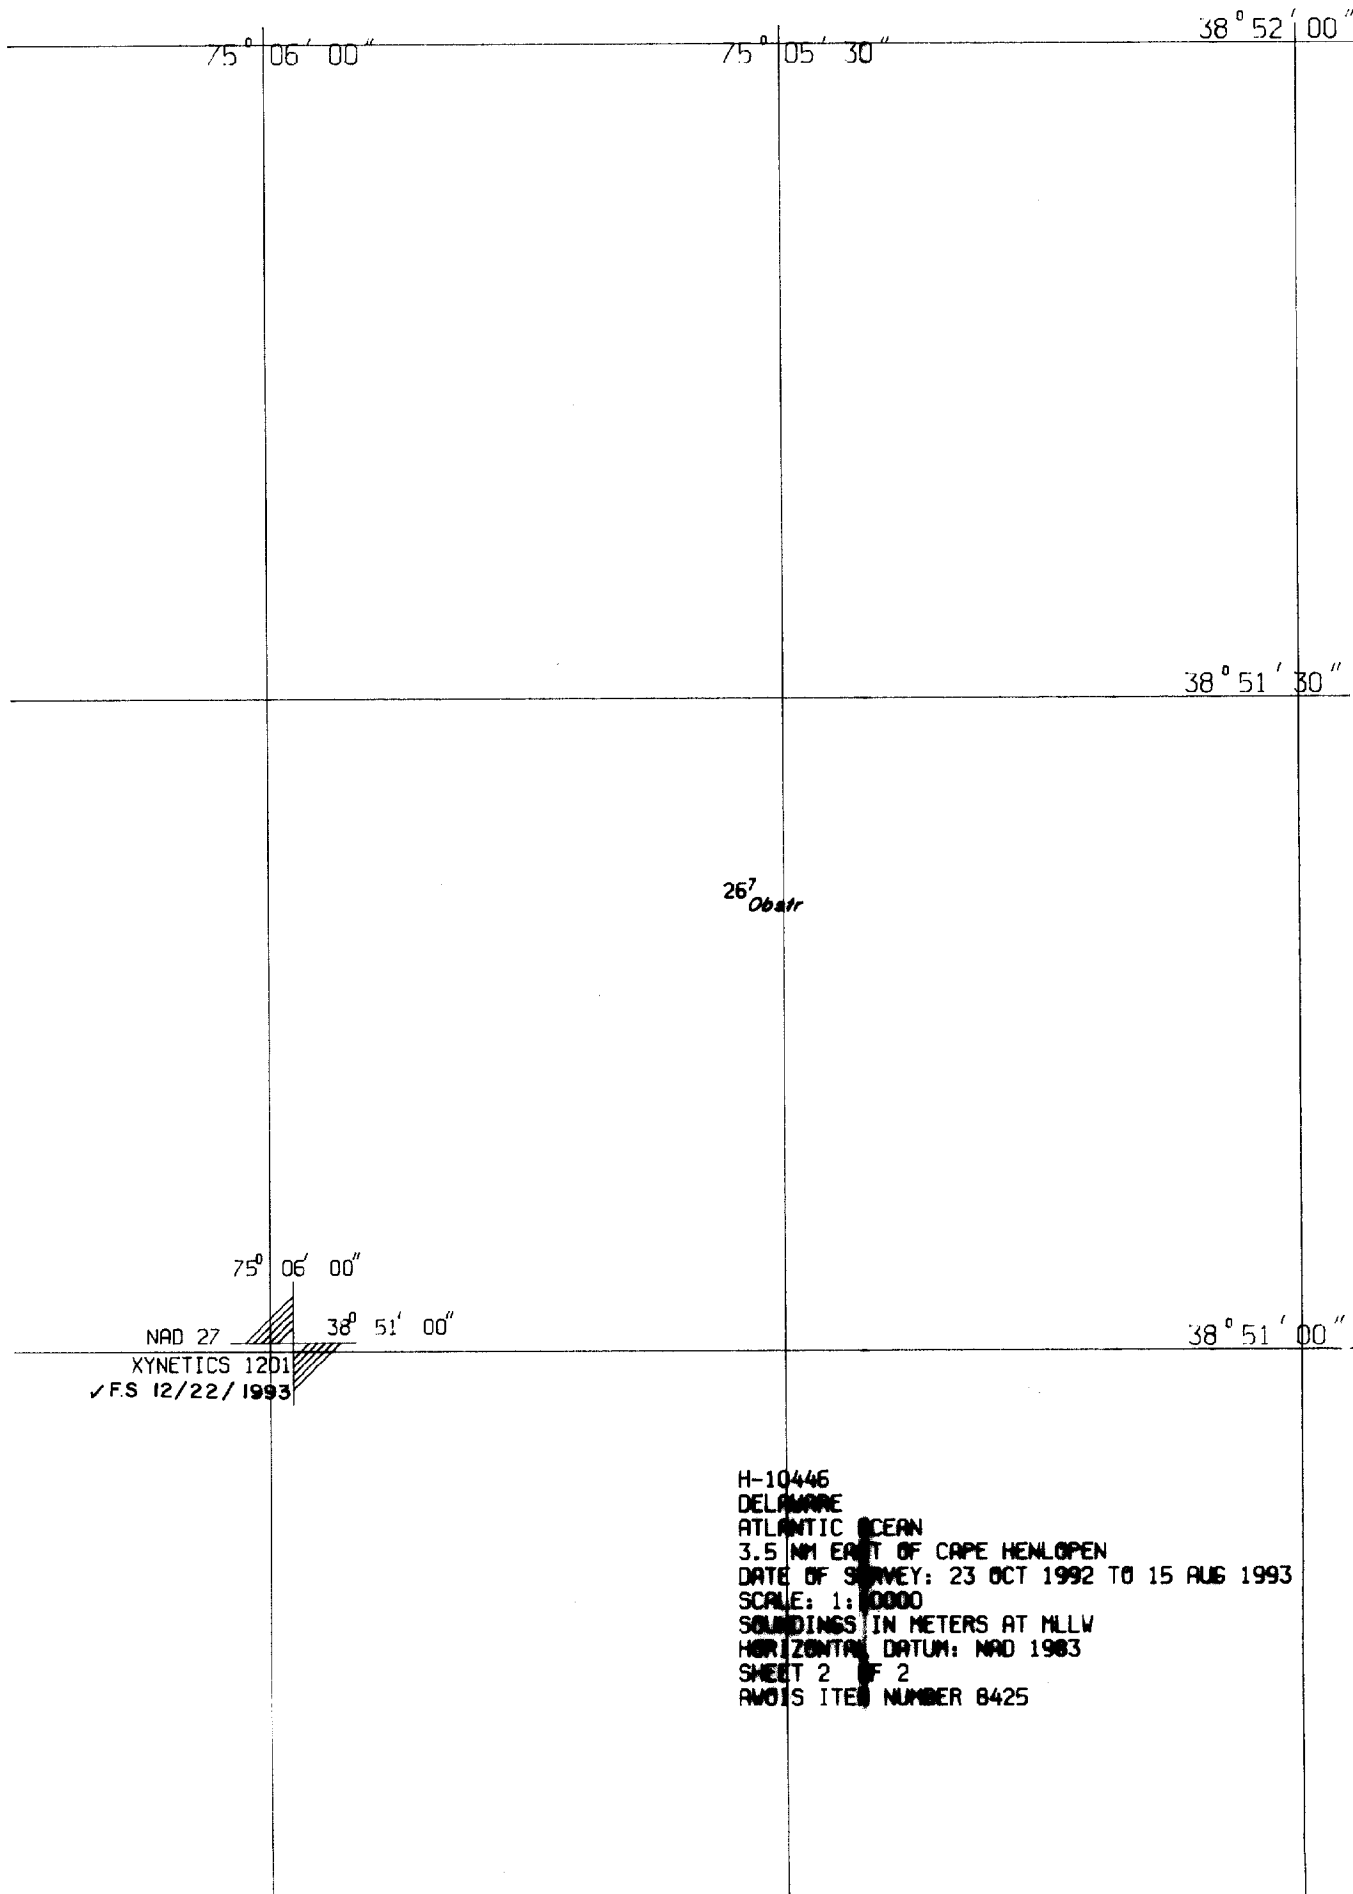 38° 52' 00"
75° 06' 00" 75° 05' 30"
38° 51' 30"
26⁷ Obstr
75° 06' 00"
NAD 27 38° 51' 00"
38° 51' 00"
XYNETICS 1201
✓ F.S 12/22/1993
H-10446
DELAWARE
ATLANTIC OCEAN
3.5 NM EAST OF CAPE HENLOPEN
DATE OF SURVEY: 23 OCT 1992 TO 15 AUG 1993
SCALE:
SOUNDINGS IN METERS AT MLLW
HORIZONTAL DATUM: NAD 1983
SHEET 2 OF 2
AWOIS ITEM NUMBER 8425